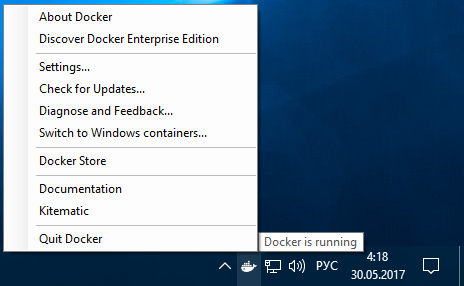 About Docker
Discover Docker Enterprise Edition
Settings...
Check for Updates...
Diagnose and Feedback...
Switch to Windows containers...
Docker Store
Documentation
Kitematic
Quit Docker
Docker is running
РУС
4:18
30.05.2017